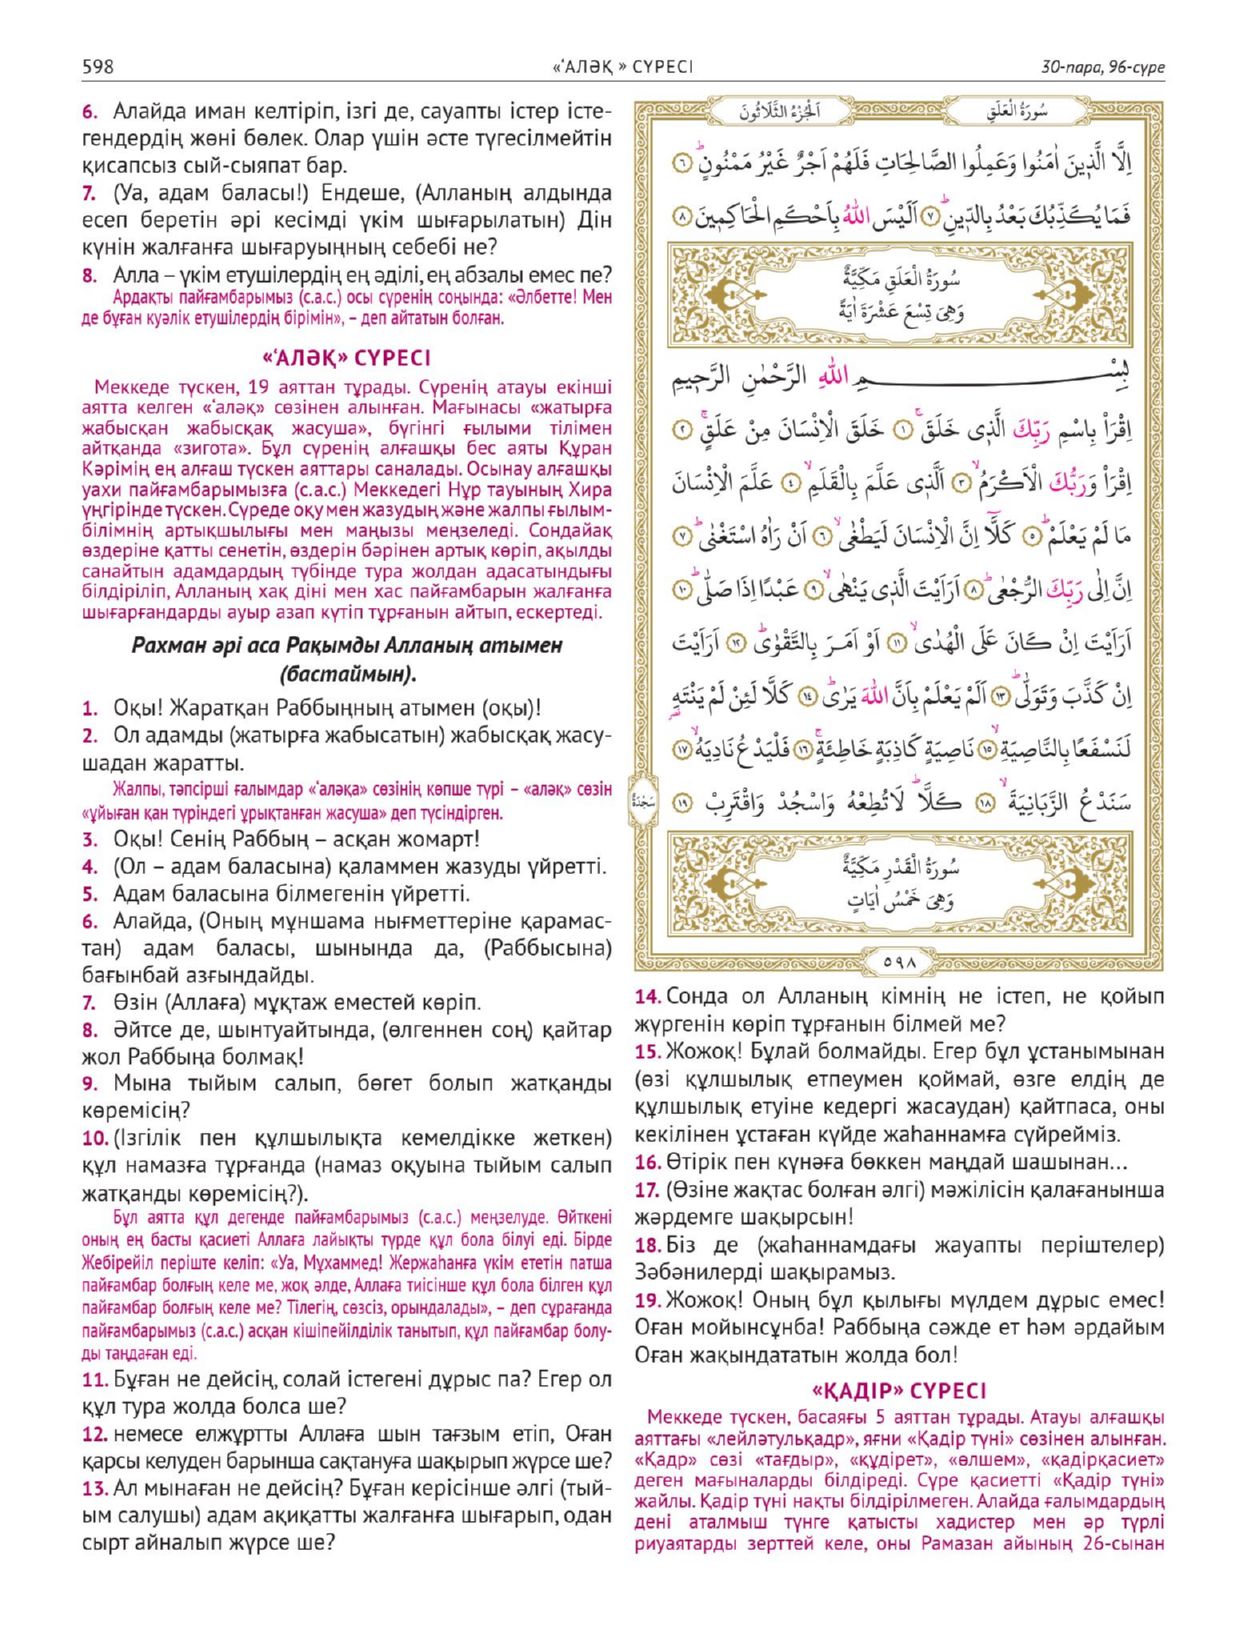 598
«ʻАЛӘҚ » СҮРЕСІ
30-пара, 96-сүре
6. Алайда иман келтіріп, ізгі де, сауапты істер істе-
гендердің жөні бөлек. Олар үшін әсте түгесілмейтін
қисапсыз сый-сыяпат бар.
7. (Уа, адам баласы!) Ендеше, (Алланың алдында
есеп беретін әрі кесімді үкім шығарылатын) Дін
күнін жалғанға шығаруыңның себебі не?
8. Алла – үкім етушілердің ең әділі, ең абзалы емес пе?
Ардақты пайғамбарымыз (с.а.с.) осы сүренің соңында: «Әлбетте! Мен
де бұған куәлік етушілердің бірімін», – деп айтатын болған.
«ʻАЛӘҚ» СҮРЕСІ
Меккеде түскен, 19 аяттан тұрады. Сүренің атауы екінші
аятта келген «ʻалақ» сөзінен алынған. Мағынасы «жатырға
жабысқан жабысқақ жасуша», бүгінгі ғылыми тілімен
айтқанда «зигота». Бұл сүренің алғашқы бес аяты Құран
Кәрімің ең алғаш түскен аяттары саналады. Осынау алғашқы
уахи пайғамбарымызға (с.а.с.) Меккедегі Нұр тауының Хира
үңгірінде түскен. Сүреде оқу мен жазудың және жалпы ғылым-
білімнің артықшылығы мен маңызы меңзеледі. Сондайақ
өздеріне қатты сенетін, өздерін бәрінен артық көріп, ақылды
санайтын адамдардың түбінде тура жолдан адасатындығы
білдіріліп, Алланың хақ діні мен хас пайғамбарын жалғанға
шығарғандарды ауыр азап күтіп тұрғанын айтып, ескертеді.
Рахман әрі аса Рақымды Алланың атымен
(бастаймын).
1. Оқы! Жаратқан Раббыңның атымен (оқы)!
2. Ол адамды (жатырға жабысатын) жабысқақ жасу-
шадан жаратты.
Жалпы, тәпсірші ғалымдар «ʻаләқа» сөзінің көпше түрі – «аләқ» сөзін
«ұйыған қан түріндегі ұрықтанған жасуша» деп түсіндірген.
3. Оқы! Сенің Раббың – асқан жомарт!
4. (Ол – адам баласына) қаламмен жазуды үйретті.
5. Адам баласына білмегенін үйретті.
6. Алайда, (Оның мұншама нығметтеріне қарамас-
тан) адам баласы, шынында да, (Раббысына)
бағынбай азғындайды.
7. Өзін (Аллаға) мұқтаж еместей көріп.
8. Әйтсе де, шынтуайтында, (өлгеннен соң) қайтар
жол Раббыңа болмақ!
9. Мына тыйым салып, бөгет болып жатқанды
көремісің?
10. (Ізгілік пен құлшылықта кемелдікке жеткен)
құл намазға тұрғанда (намаз оқуына тыйым салып
жатқанды көремісің?).
Бұл аятта құл дегенде пайғамбарымыз (с.а.с.) меңзелуде. Өйткені
оның ең басты қасиеті Аллаға лайықты түрде құл бола білуі еді. Бірде
Жебірейіл періште келіп: «Уа, Мұхаммед! Жержаһанға үкім ететін патша
пайғамбар болғың келе ме, жоқ әлде, Аллаға тиісінше құл бола білген құл
пайғамбар болғың келе ме? Тілегің, сөзсіз, орындалады», – деп сұрағанда
пайғамбарымыз (с.а.с.) асқан кішіпейілділік танытып, құл пайғамбар болу-
ды таңдаған еді.
11. Бұған не дейсің, солай істегені дұрыс па? Егер ол
құл тура жолда болса ше?
12. немесе елжұртты Аллаға шын тағзым етіп, Оған
қарсы келуден барынша сақтануға шақырып жүрсе ше?
13. Ал мынаған не дейсің? Бұған керісінше әлгі (тый-
ым салушы) адам ақиқатты жалғанға шығарып, одан
сырт айналып жүрсе ше?
سُورَةُ الْعَلَقِ
اَلْجُزْءُ الثَّلَاثُونَ
اِلَّا الَّذٖينَ اٰمَنُوا وَعَمِلُوا الصَّالِحَاتِ فَلَهُمْ اَجْرٌ غَيْرُ مَمْنُونٍؕ ٦
فَمَا يُكَذِّبُكَ بَعْدُ بِالدّٖينِؕ ٧ اَلَيْسَ اللّٰهُ بِاَحْكَمِ الْحَاكِمٖينَ ٨
سُورَةُ الْعَلَقِ مَكِّيَّةٌ
وَهِىَ تِسْعَ عَشْرَةَ اٰيَةً
بِسْمِ اللّٰهِ الرَّحْمٰنِ الرَّحٖيمِ
اِقْرَأْ بِاسْمِ رَبِّكَ الَّذٖى خَلَقَۚ ١ خَلَقَ الْاِنْسَانَ مِنْ عَلَقٍۚ ٢
اِقْرَأْ وَرَبُّكَ الْاَكْرَمُۙ ٣ اَلَّذٖى عَلَّمَ بِالْقَلَمِۙ ٤ عَلَّمَ الْاِنْسَانَ
مَا لَمْ يَعْلَمْؕ ٥ كَلَّٓا اِنَّ الْاِنْسَانَ لَيَطْغٰىۙ ٦ اَنْ رَاٰهُ اسْتَغْنٰىؕ ٧
اِنَّ اِلٰى رَبِّكَ الرُّجْعٰىؕ ٨ اَرَاَيْتَ الَّذٖى يَنْهٰىۙ ٩ عَبْدًا اِذَا صَلّٰىؕ ١٠
اَرَاَيْتَ اِنْ كَانَ عَلَى الْهُدٰىۙ ١١ اَوْ اَمَرَ بِالتَّقْوٰىؕ ١٢ اَرَاَيْتَ
اِنْ كَذَّبَ وَتَوَلّٰىؕ ١٣ اَلَمْ يَعْلَمْ بِاَنَّ اللّٰهَ يَرٰىؕ ١٤ كَلَّا لَئِنْ لَمْ يَنْتَهِ
لَنَسْفَعًا بِالنَّاصِيَةِۙ ١٥ نَاصِيَةٍ كَاذِبَةٍ خَاطِئَةٍۚ ١٦ فَلْيَدْعُ نَادِيَهُۙ ١٧
سَنَدْعُ الزَّبَانِيَةَۙ ١٨ كَلَّاؕ لَا تُطِعْهُ وَاسْجُدْ وَاقْتَرِبْ ١٩
سَجْدَةٌ
سُورَةُ الْقَدْرِ مَكِّيَّةٌ
وَهِىَ خَمْسُ اٰيَاتٍ
٥٩٨
14. Сонда ол Алланың кімнің не істеп, не қойып
жүргенін көріп тұрғанын білмей ме?
15. Жожоқ! Бұлай болмайды. Егер бұл ұстанымынан
(өзі құлшылық етпеумен қоймай, өзге елдің де
құлшылық етуіне кедергі жасаудан) қайтпаса, оны
кекілінен ұстаған күйде жаһаннамға сүйрейміз.
16. Өтірік пен күнәға бөккен маңдай шашынан...
17. (Өзіне жақтас болған әлгі) мәжілісін қалағанынша
жәрдемге шақырсын!
18. Біз де (жаһаннамдағы жауапты періштелер)
Зәбәнилерді шақырамыз.
19. Жожоқ! Оның бұл қылығы мүлдем дұрыс емес!
Оған мойынсұнба! Раббыңа сәжде ет һәм әрдайым
Оған жақындататын жолда бол!
«ҚАДІР» СҮРЕСІ
Меккеде түскен, басаяғы 5 аяттан тұрады. Атауы алғашқы
аяттағы «лейләтулькадр», яғни «Қадір түні» сөзінен алынған.
«Қадр» сөзі «тағдыр», «құдірет», «өлшем», «қадірқасиет»
деген мағыналарды білдіреді. Сүре қасиетті «Қадір түні»
жайлы. Қадір түні нақты білдірілмеген. Алайда ғалымдардың
дені аталмыш түнге қатысты хадистер мен әр түрлі
риуаятарды зерттей келе, оны Рамазан айының 26-сынан